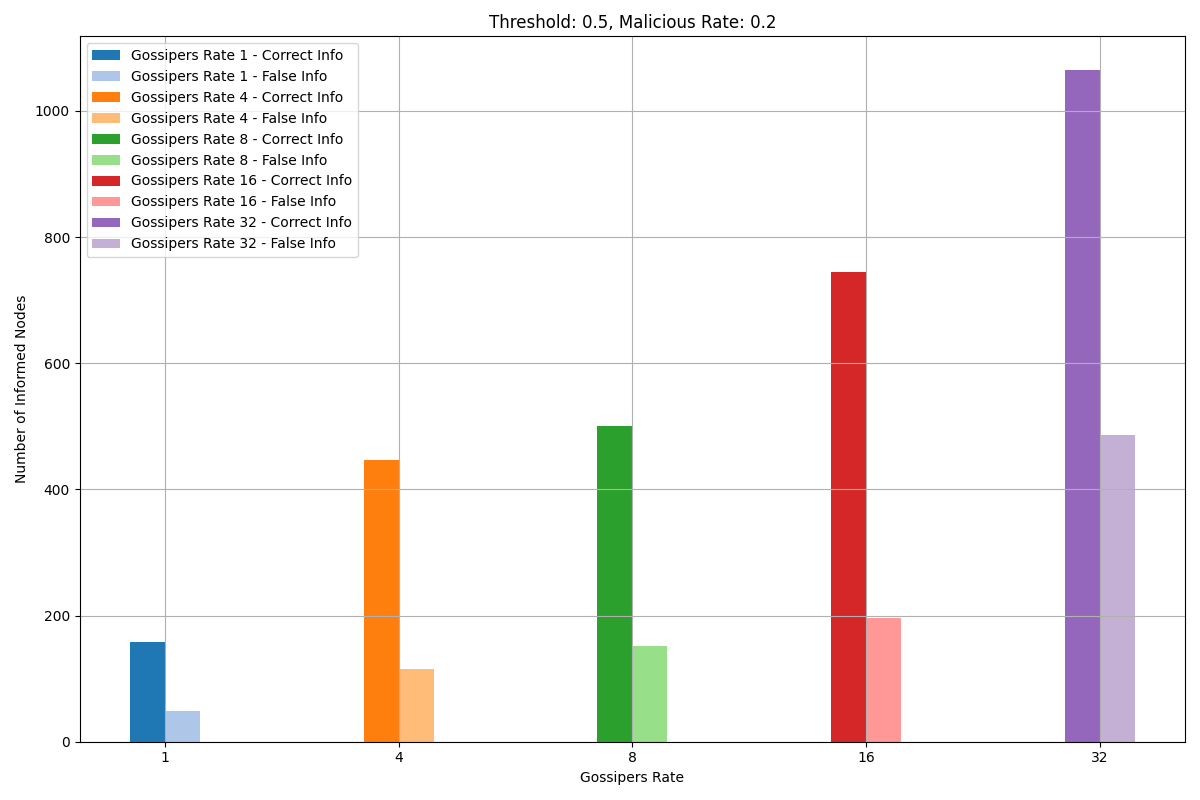 Threshold: 0.5, Malicious Rate: 0.2
Gossipers Rate 1 - Correct Info
Gossipers Rate 1 - False Info
Gossipers Rate 4 - Correct Info
Gossipers Rate 4 - False Info
Gossipers Rate 8 - Correct Info
Gossipers Rate 8 - False Info
Gossipers Rate 16 - Correct Info
Gossipers Rate 16 - False Info
Gossipers Rate 32 - Correct Info
Gossipers Rate 32 - False Info
Number of Informed Nodes
1000
800
600
400
200
0
1 4 8 16 32
Gossipers Rate